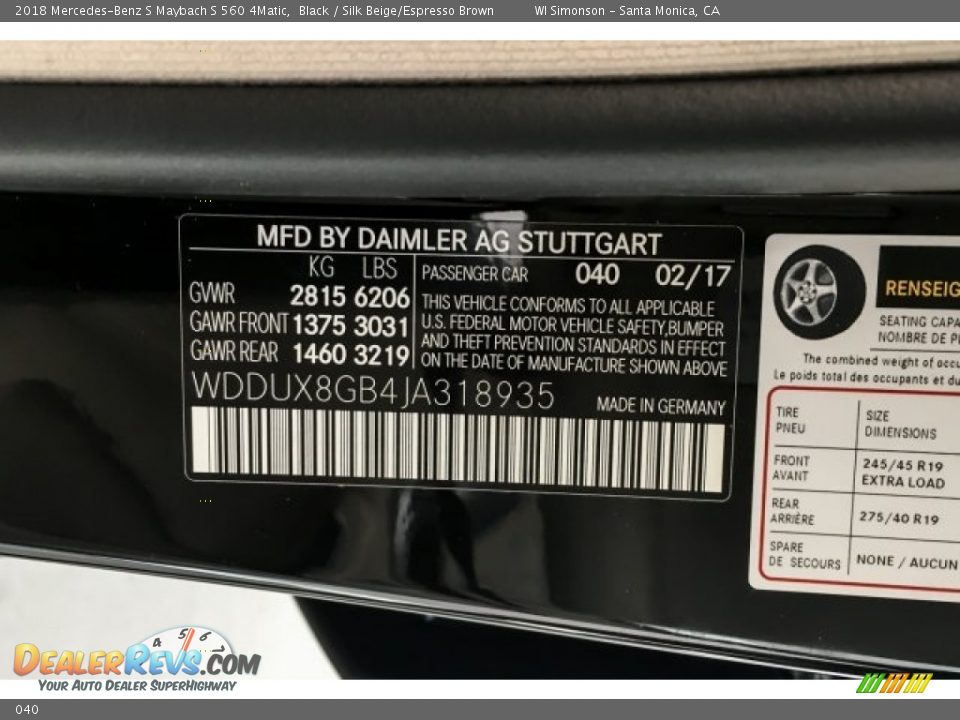 2018 Mercedes-Benz S Maybach S 560 4Matic, Black / Silk Beige/Espresso Brown WI Simonson - Santa Monica, CA
MFD BY DAIMLER AG STUTTGART
KG LBS
GVWR 2815 6206
GAWR FRONT 1375 3031
GAWR REAR 1460 3219
PASSENGER CAR 040 02/17
THIS VEHICLE CONFORMS TO ALL APPLICABLE
U.S. FEDERAL MOTOR VEHICLE SAFETY,BUMPER
AND THEFT PREVENTION STANDARDS IN EFFECT
ON THE DATE OF MANUFACTURE SHOWN ABOVE
WDDUX8GB4JA318935
MADE IN GERMANY
RENSEIG
SEATING CAPA
NOMBRE DE PL
The combined weight of occu
Le poids total des occupants et du
TIRE
PNEU
SIZE
DIMENSIONS
FRONT
AVANT
245/45 R19
EXTRA LOAD
REAR
ARRIÈRE
275/40 R19
SPARE
DE SECOURS
NONE / AUCUN
4 5 6
DEALERREVS.COM
YOUR AUTO DEALER SUPERHIGHWAY
040